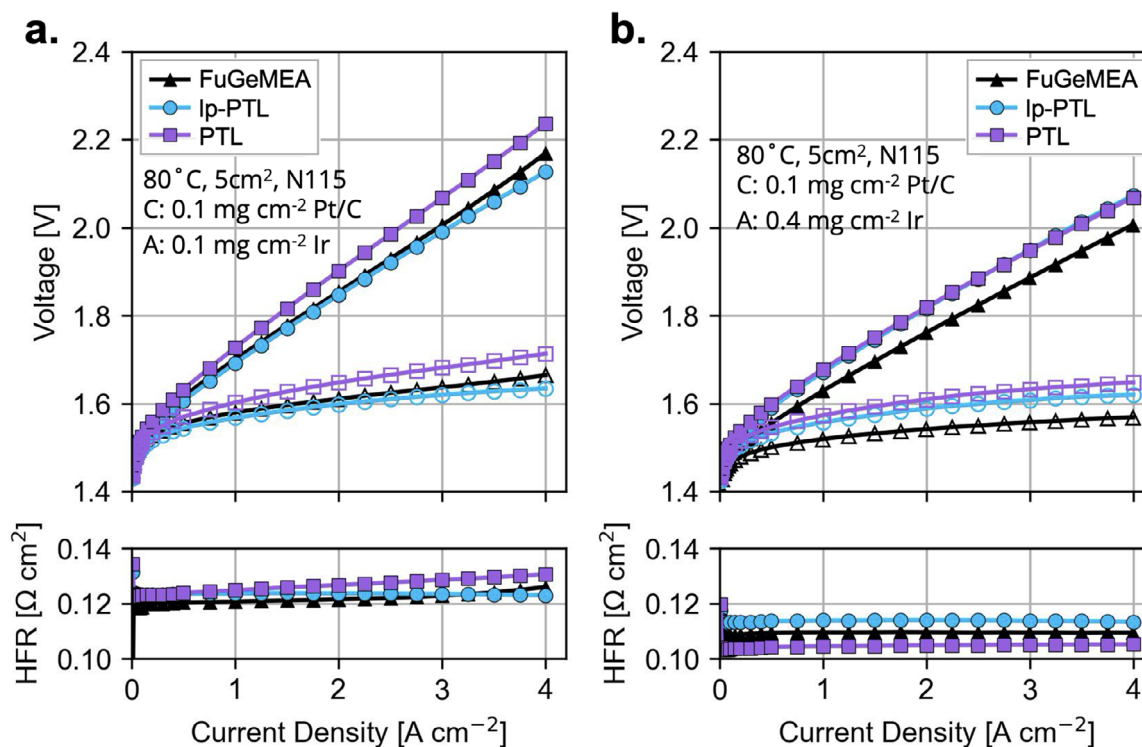 a.
Voltage [V]
2.4
2.2
2.0
1.8
1.6
1.4
FuGeMEA
lp-PTL
PTL
80˚C, 5cm², N115
C: 0.1 mg cm⁻² Pt/C
A: 0.1 mg cm⁻² Ir
HFR [Ω cm²]
0.14
0.12
0.10
0 1 2 3 4
Current Density [A cm⁻²]
b.
Voltage [V]
2.4
2.2
2.0
1.8
1.6
1.4
FuGeMEA
lp-PTL
PTL
80˚C, 5cm², N115
C: 0.1 mg cm⁻² Pt/C
A: 0.4 mg cm⁻² Ir
HFR [Ω cm²]
0.14
0.12
0.10
0 1 2 3 4
Current Density [A cm⁻²]